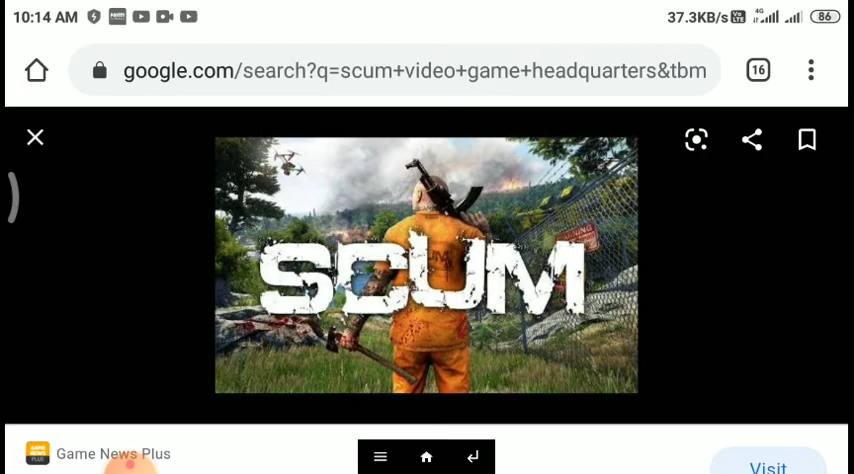 10:14 AM
37.3KB/s
4G
86
google.com/search?q=scum+video+game+headquarters&tbm
16
SCUM
Game News Plus
Visit